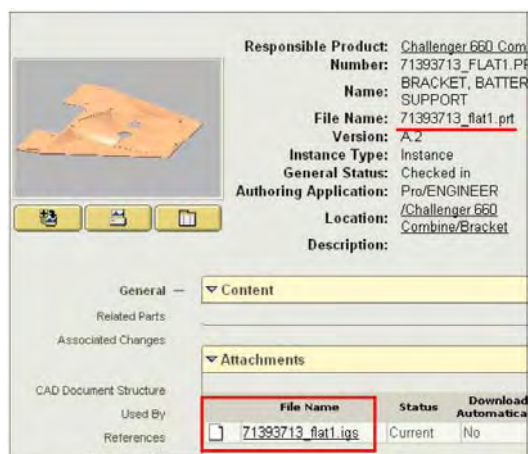 Responsible Product: Challenger 660 Com
Number: 71393713_FLAT1.PR
Name: BRACKET, BATTER
SUPPORT
File Name: 71393713_flat1.prt
Version: A.2
Instance Type: Instance
General Status: Checked in
Authoring Application: Pro/ENGINEER
Location: /Challenger 660
Combine/Bracket
Description:
General
Content
Related Parts
Associated Changes
Attachments
CAD Document Structure
Used By
References
File Name Status Download
Automatica
71393713_flat1.igs Current No